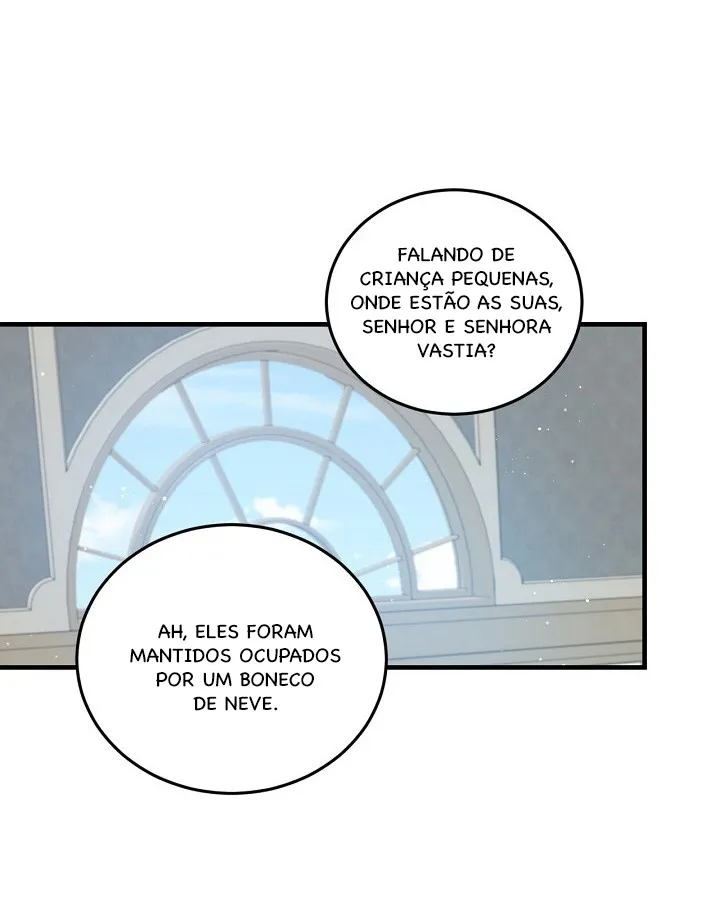 FALANDO DE
CRIANÇA PEQUENAS,
ONDE ESTÃO AS SUAS,
SENHOR E SENHORA
VASTIA?
AH, ELES FORAM
MANTIDOS OCUPADOS
POR UM BONECO
DE NEVE.